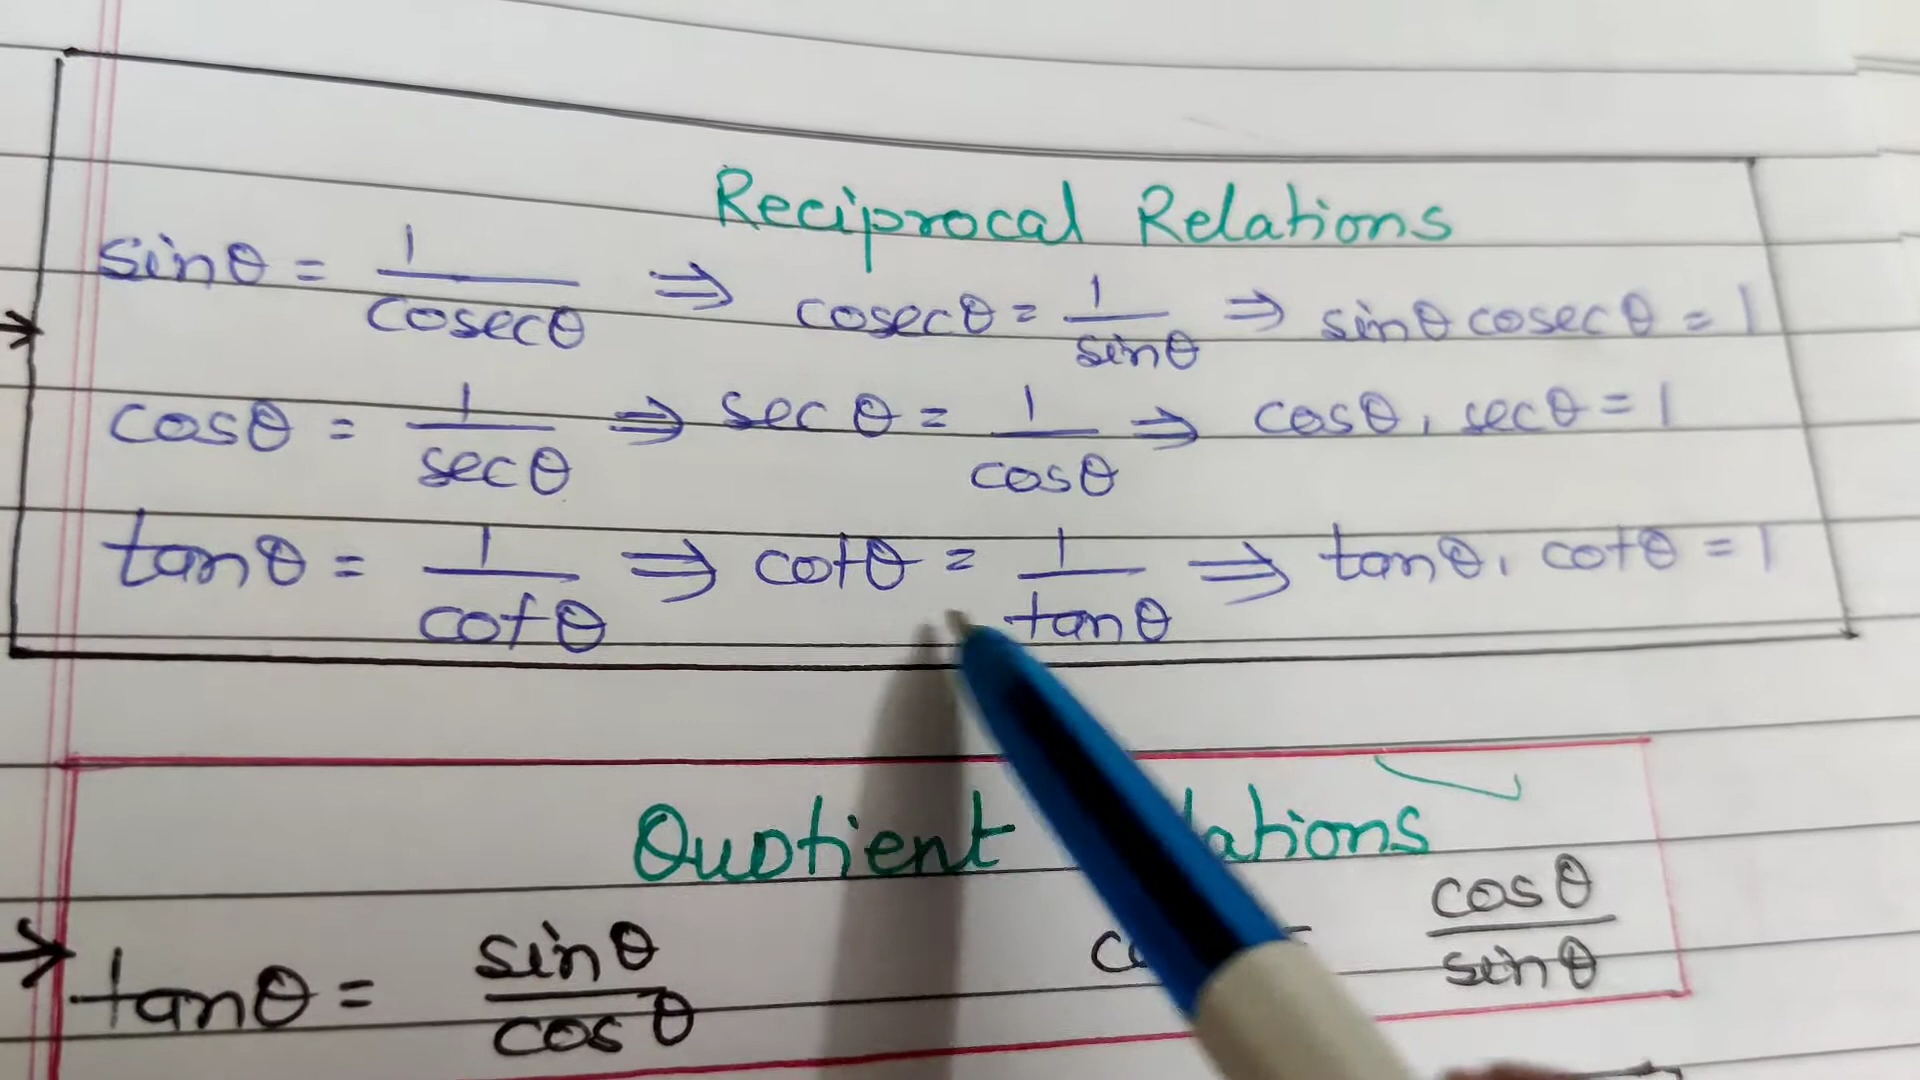 Reciprocal Relations
sinθ = 1/cosecθ ⇒ cosecθ = 1/sinθ ⇒ sinθ cosecθ = 1
cosθ = 1/secθ ⇒ secθ = 1/cosθ ⇒ cosθ . secθ = 1
tanθ = 1/cotθ ⇒ cotθ = 1/tanθ ⇒ tanθ . cotθ = 1
Quotient
tanθ = sinθ/cosθ cosθ/sinθ